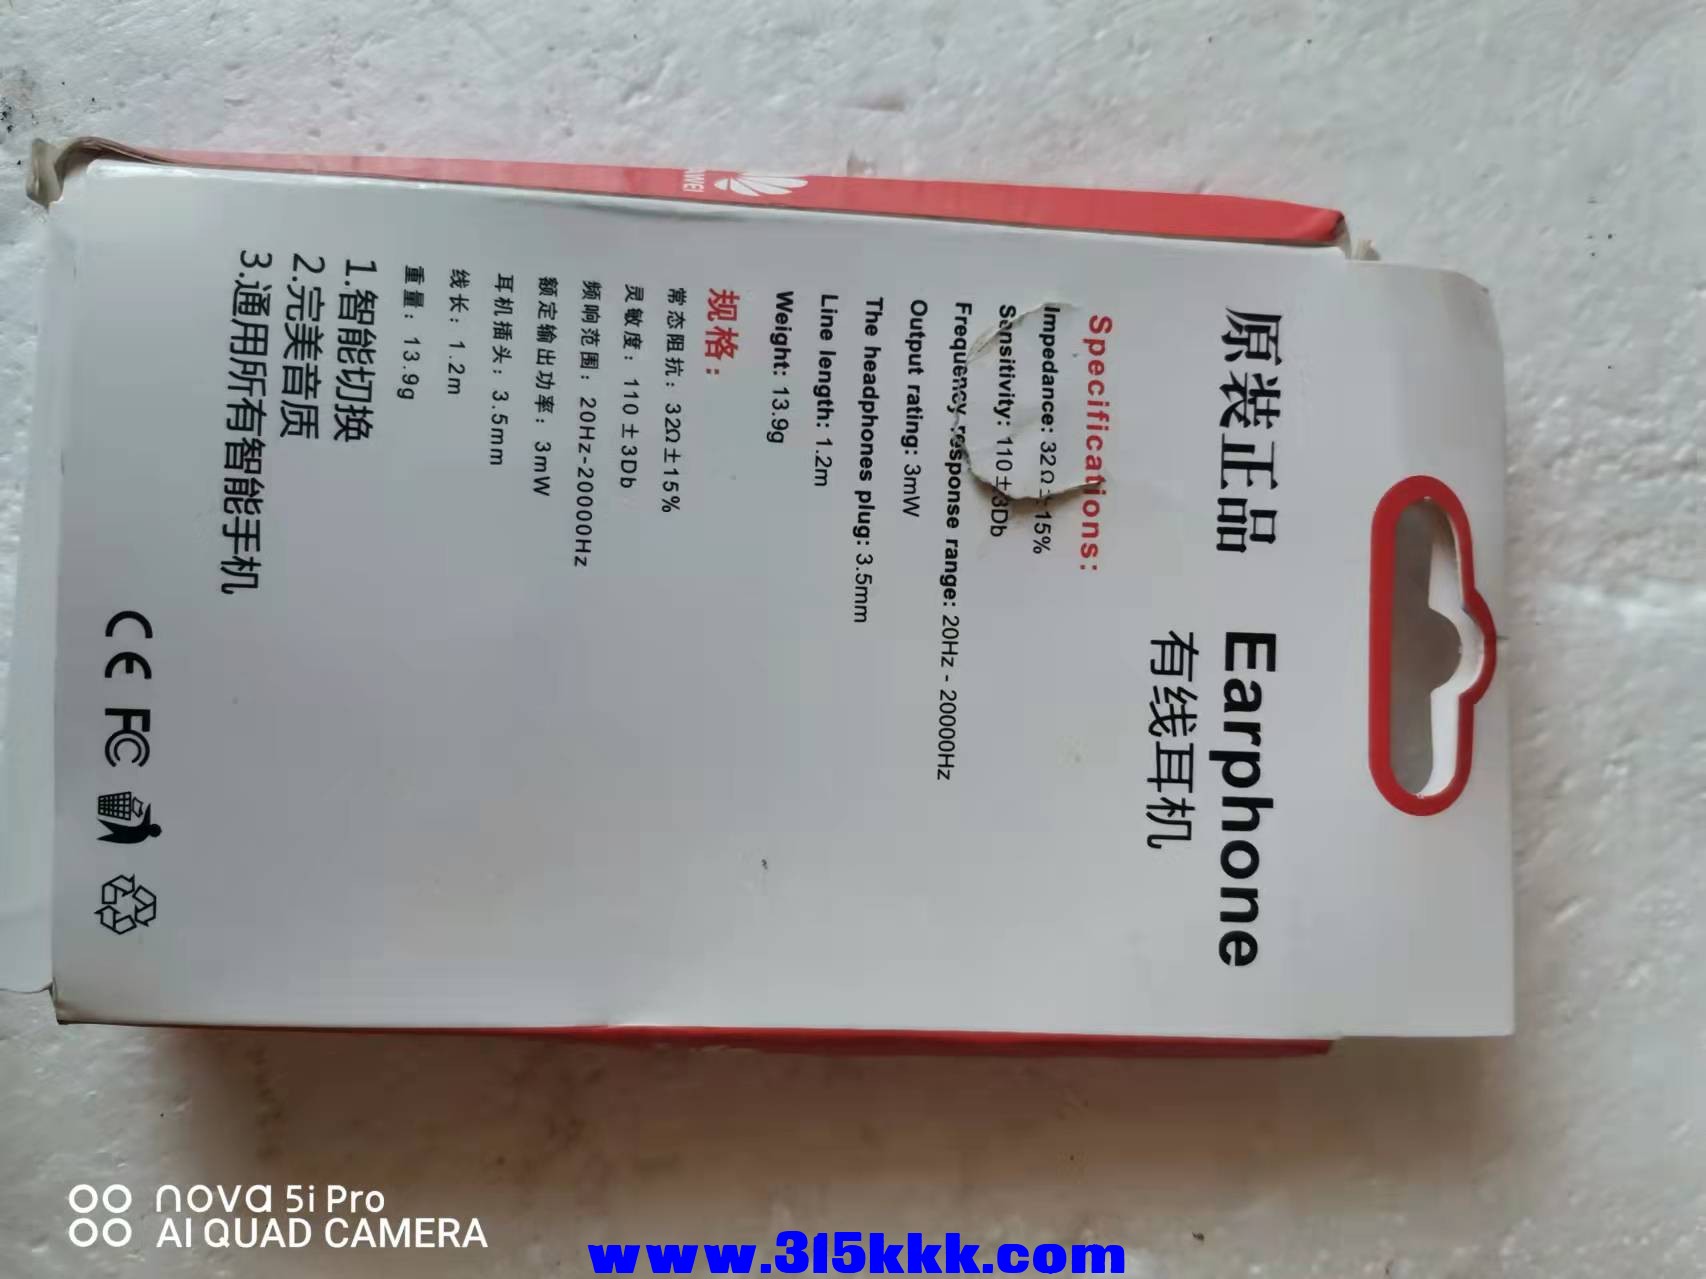 原装正品 Earphone
有线耳机
Specifications:
Impedance: 32Ω±15%
Sensitivity: 110±3Db
Frequency response range: 20Hz - 20000Hz
Output rating: 3mW
The headphones plug: 3.5mm
Line length: 1.2m
Weight: 13.9g
规格：
常态阻抗：32Ω±15%
灵敏度：110±3Db
频响范围：20Hz-20000Hz
额定输出功率：3mW
耳机插头：3.5mm
线长：1.2m
重量：13.9g
1.智能切换
2.完美音质
3.通用所有智能手机
CE FC
nova 5i Pro
AI QUAD CAMERA
www.315kkk.com